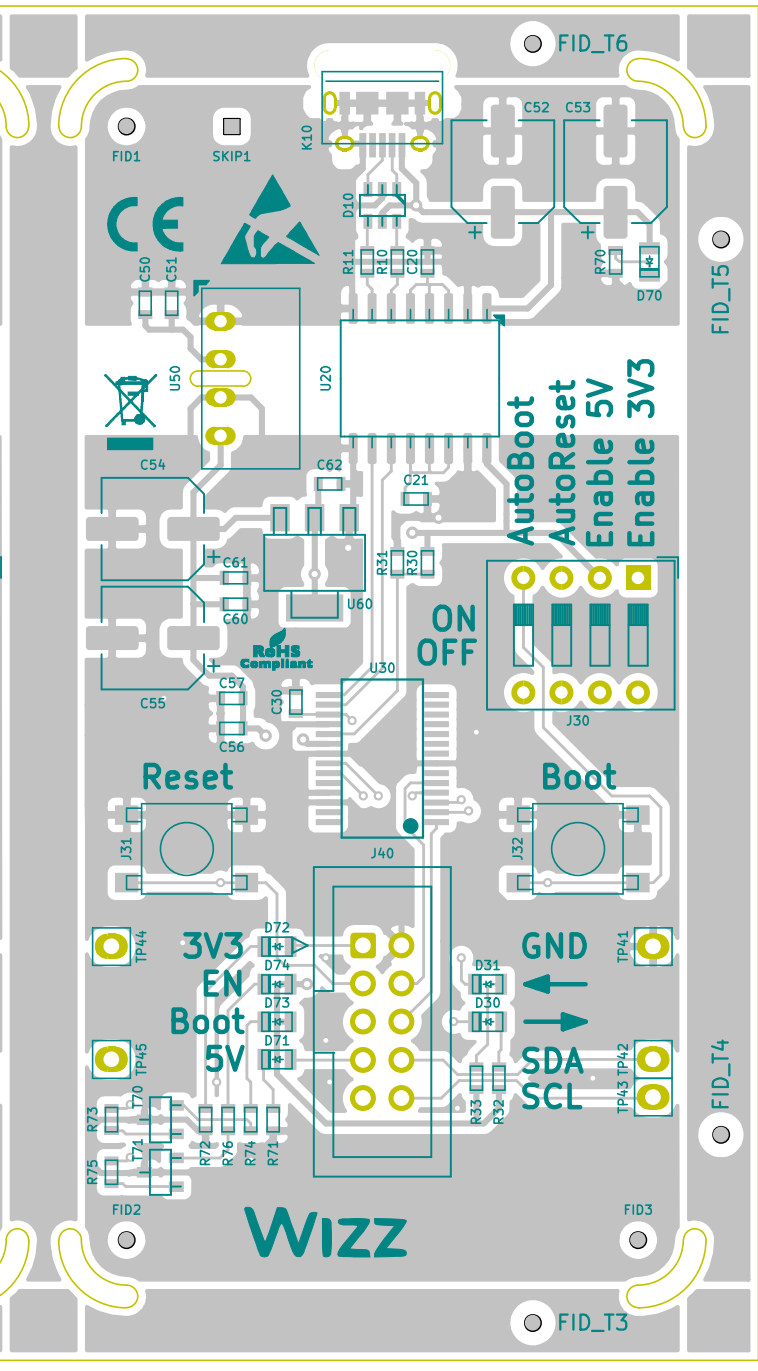 FID_T6
C52
C53
K10
FID1
SKIP1
D10
CE
R11
R10
C20
C50
C51
R70
D70
FID_T5
U50
U20
AutoBoot
AutoReset
Enable 5V
Enable 3V3
C54
C62
C21
+
+
+
R31
R30
C61
U60
C60
ON
OFF
RoHS
Compliant
U30
+
C57
C30
C55
J30
C56
Reset
Boot
J31
J32
J40
D72
3V3
GND
TP44
TP41
D74
D31
EN
D73
D30
Boot
D71
5V
SDA
TP45
TP42
SCL
TP43
T70
R33
R32
FID_T4
R73
R72
R76
R74
R71
T71
R75
FID2
FID3
Wizz
FID_T3